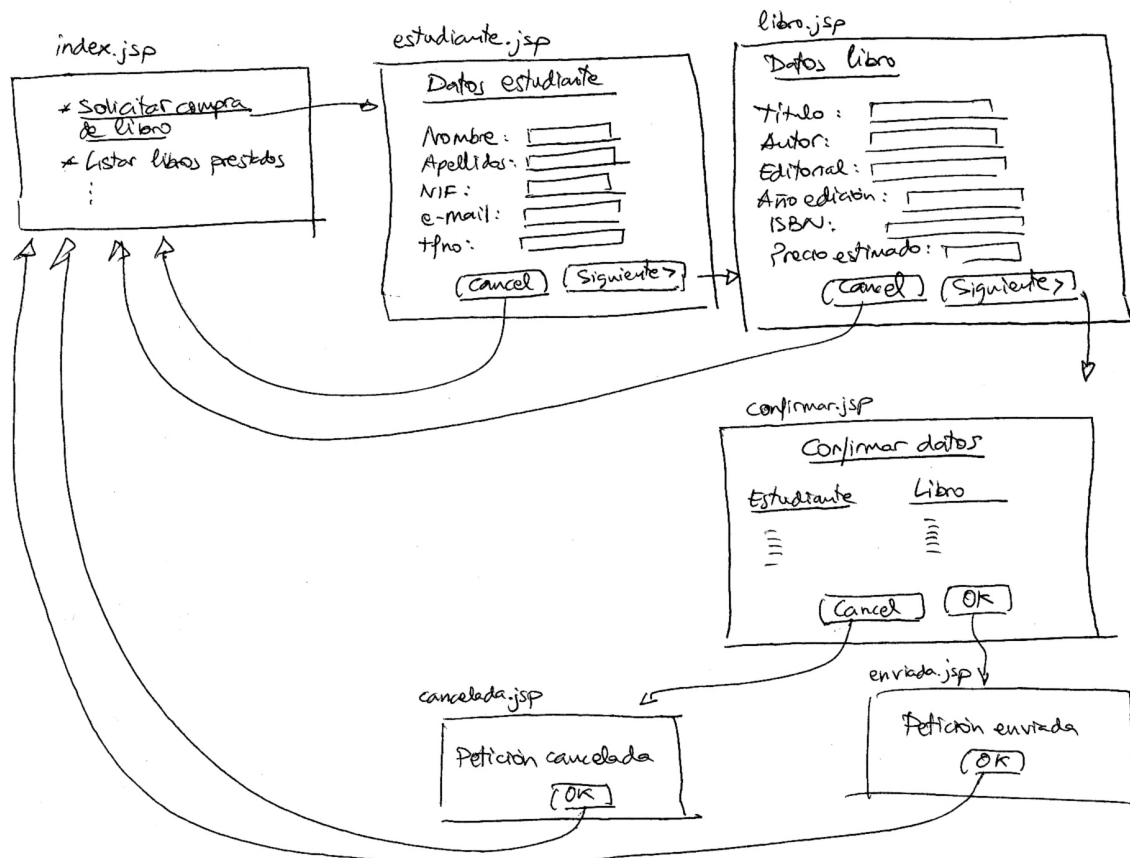 index.jsp
* Solicitar compra
de libro
* Listar libros prestados
estudiante.jsp
Datos estudiante
Nombre:
Apellidos:
NIF:
e-mail:
tfno:
Cancel
Siguiente >
libro.jsp
Datos libro
Título:
Autor:
Editorial:
Año edición:
ISBN:
Precio estimado:
Cancel
Siguiente >
confirmar.jsp
Confirmar datos
Estudiante
Libro
Cancel
OK
cancelada.jsp
Petición cancelada
OK
enviada.jsp
Petición enviada
OK